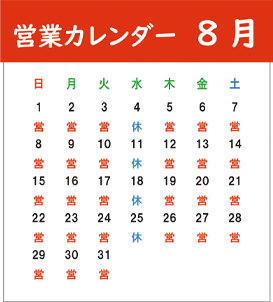 営業カレンダー 8月
日 月 火 水 木 金 土
1 2 3 4 5 6 7
営 営 営 休 営 営 営
8 9 10 11 12 13 14
営 営 営 休 営 営 営
15 16 17 18 19 20 21
営 営 営 休 営 営 営
22 23 24 25 26 27 28
営 営 営 休 営 営 営
29 30 31
営 営 営